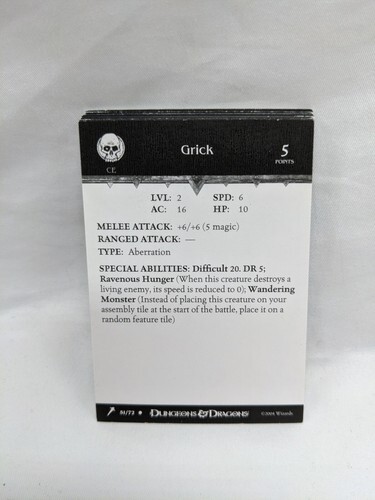 Grick
5
POINTS
CE
LVL: 2 SPD: 6
AC: 16 HP: 10
MELEE ATTACK: +6/+6 (5 magic)
RANGED ATTACK: —
TYPE: Aberration
SPECIAL ABILITIES: Difficult 20. DR 5;
Ravenous Hunger (When this creature destroys a
living enemy, its speed is reduced to 0); Wandering
Monster (Instead of placing this creature on your
assembly tile at the start of the battle, place it on a
random feature tile)
DUNGEONS & DRAGONS ©2004 Wizards